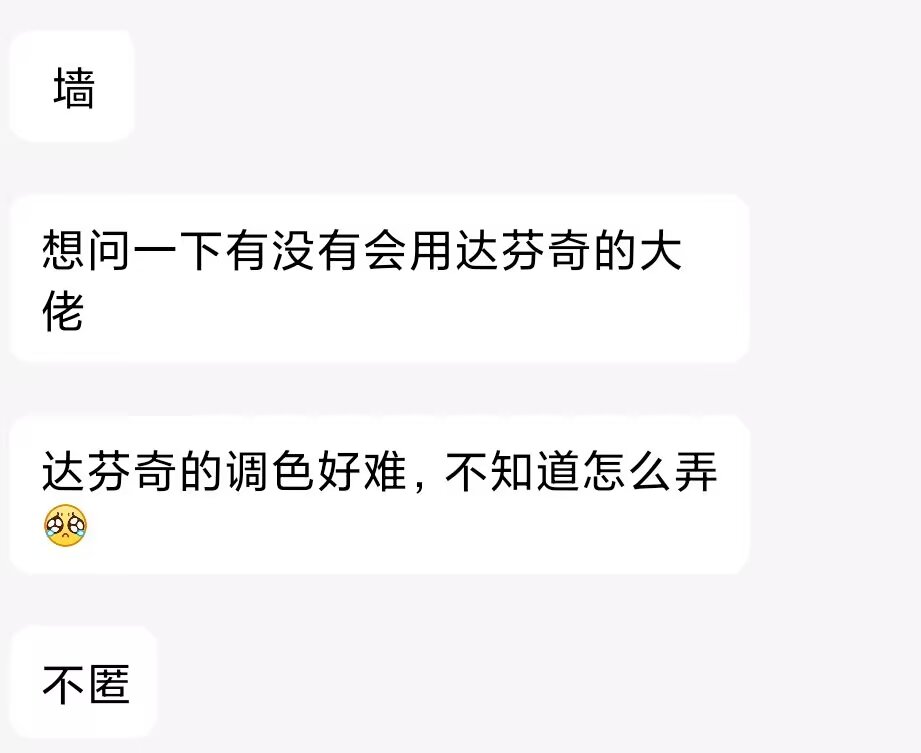 墙
想问一下有没有会用达芬奇的大
佬
达芬奇的调色好难，不知道怎么弄
不匿